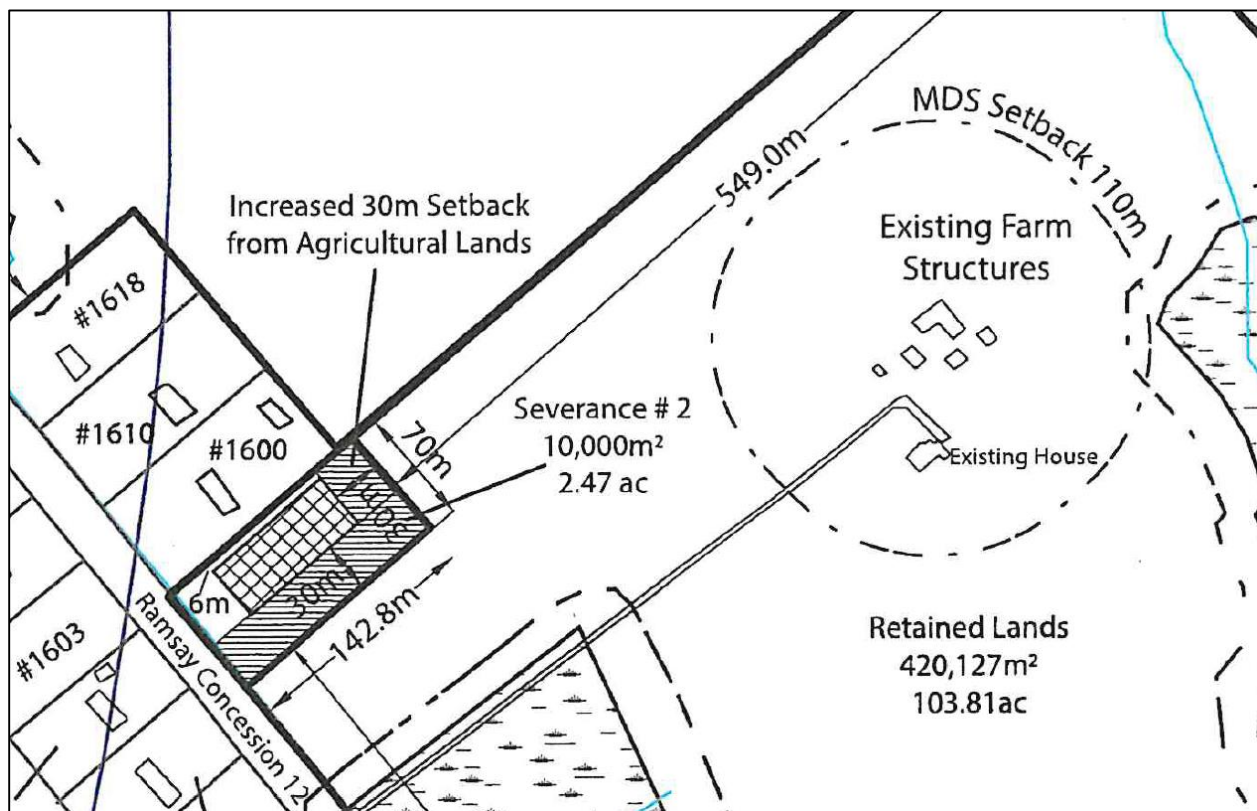 MDS Setback 110m
549.0m
Increased 30m Setback
from Agricultural Lands
Existing Farm
Structures
#1618
#1610
#1600
70m
Severance # 2
10,000m²
2.47 ac
Existing House
30m
30m
6m
142.8m
#1603
Ramsay Concession 12
Retained Lands
420,127m²
103.81ac